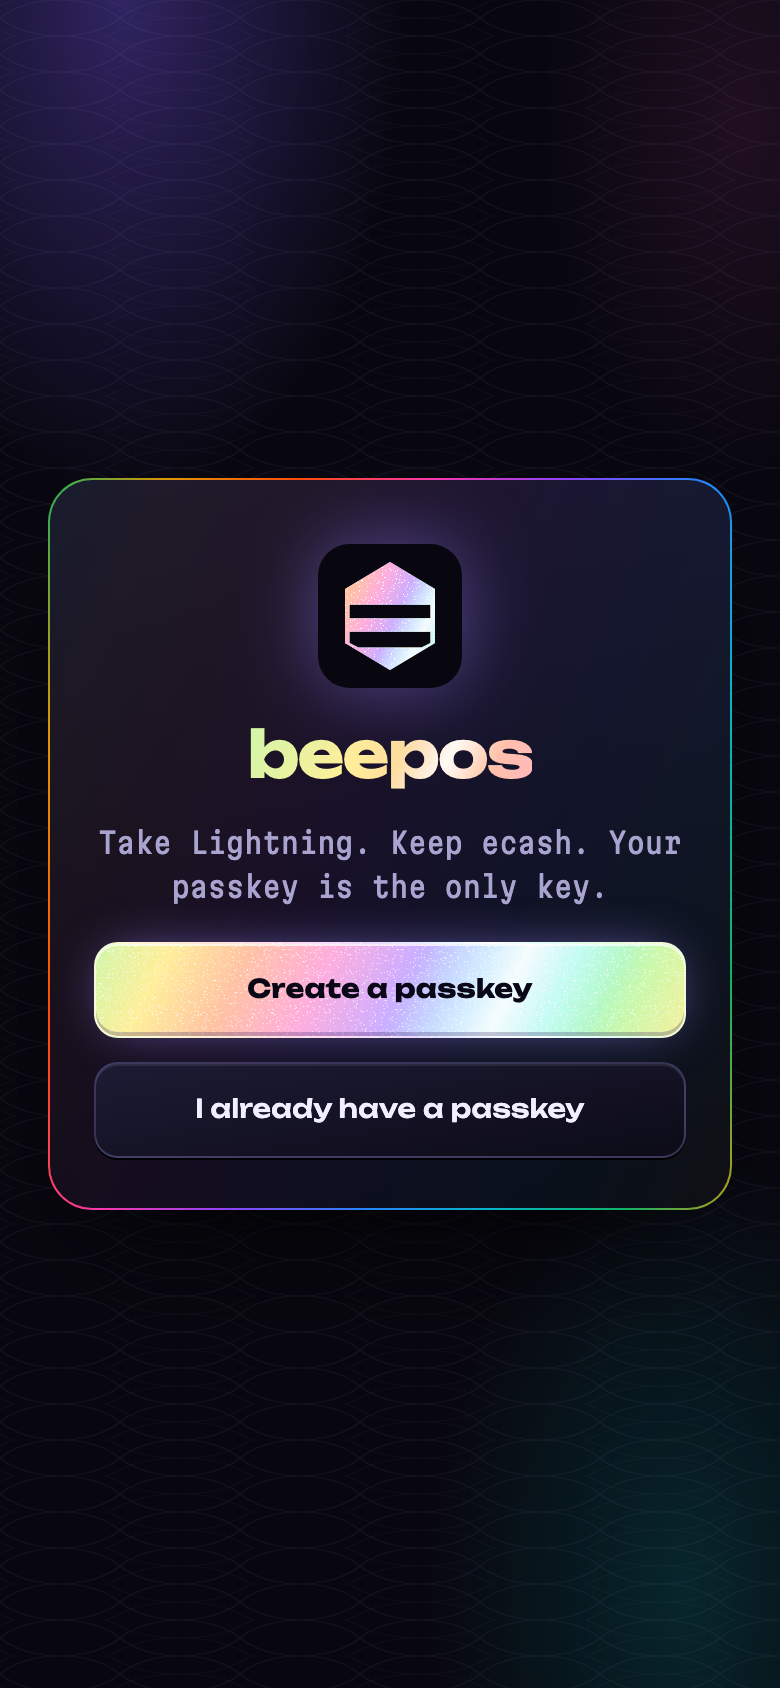 beepos
Take Lightning. Keep ecash. Your
passkey is the only key.
Create a passkey
I already have a passkey